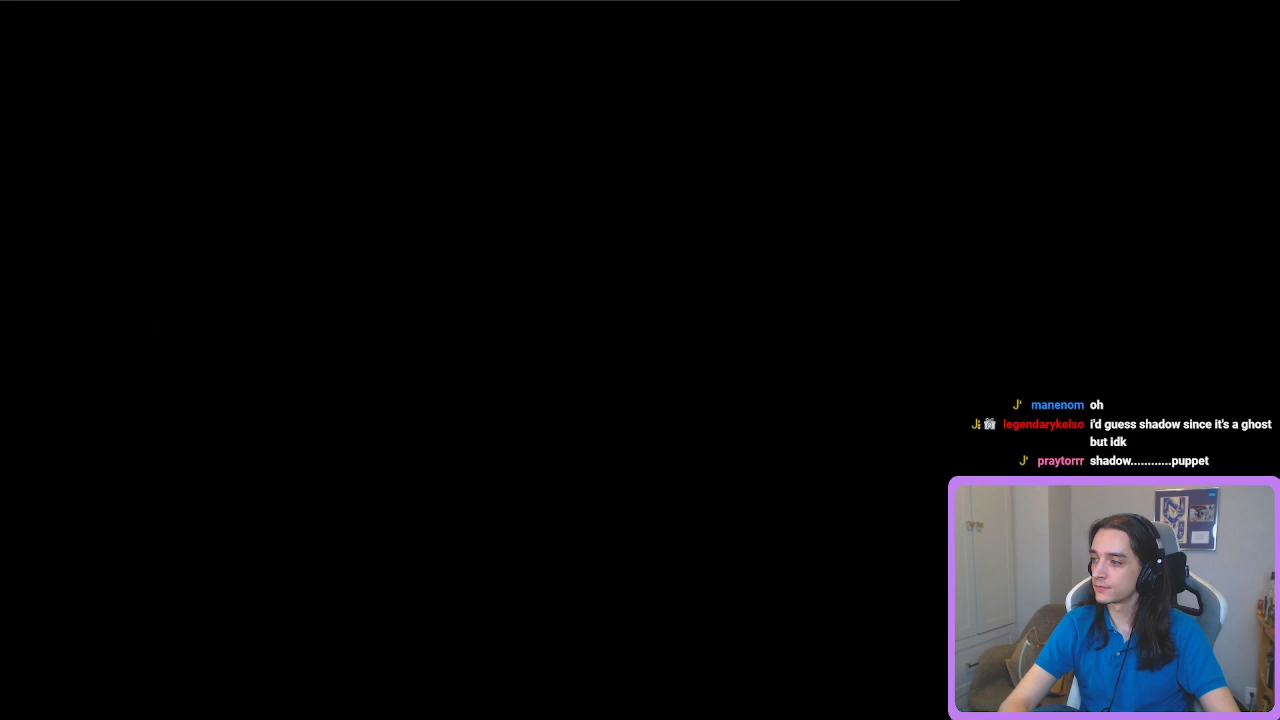 manenom oh
legendarykelso i'd guess shadow since it's a ghost
but idk
praytorrr shadow............puppet